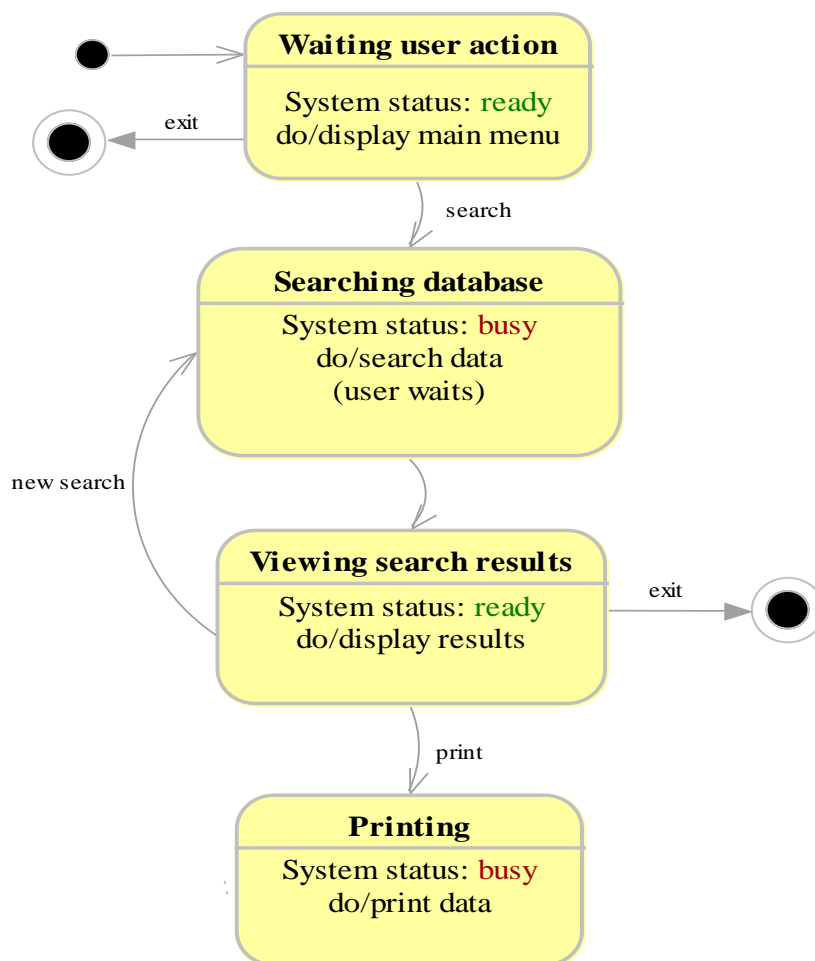 Waiting user action
System status: ready
do/display main menu
exit
search
Searching database
System status: busy
do/search data
(user waits)
new search
Viewing search results
System status: ready
do/display results
exit
print
Printing
System status: busy
do/print data